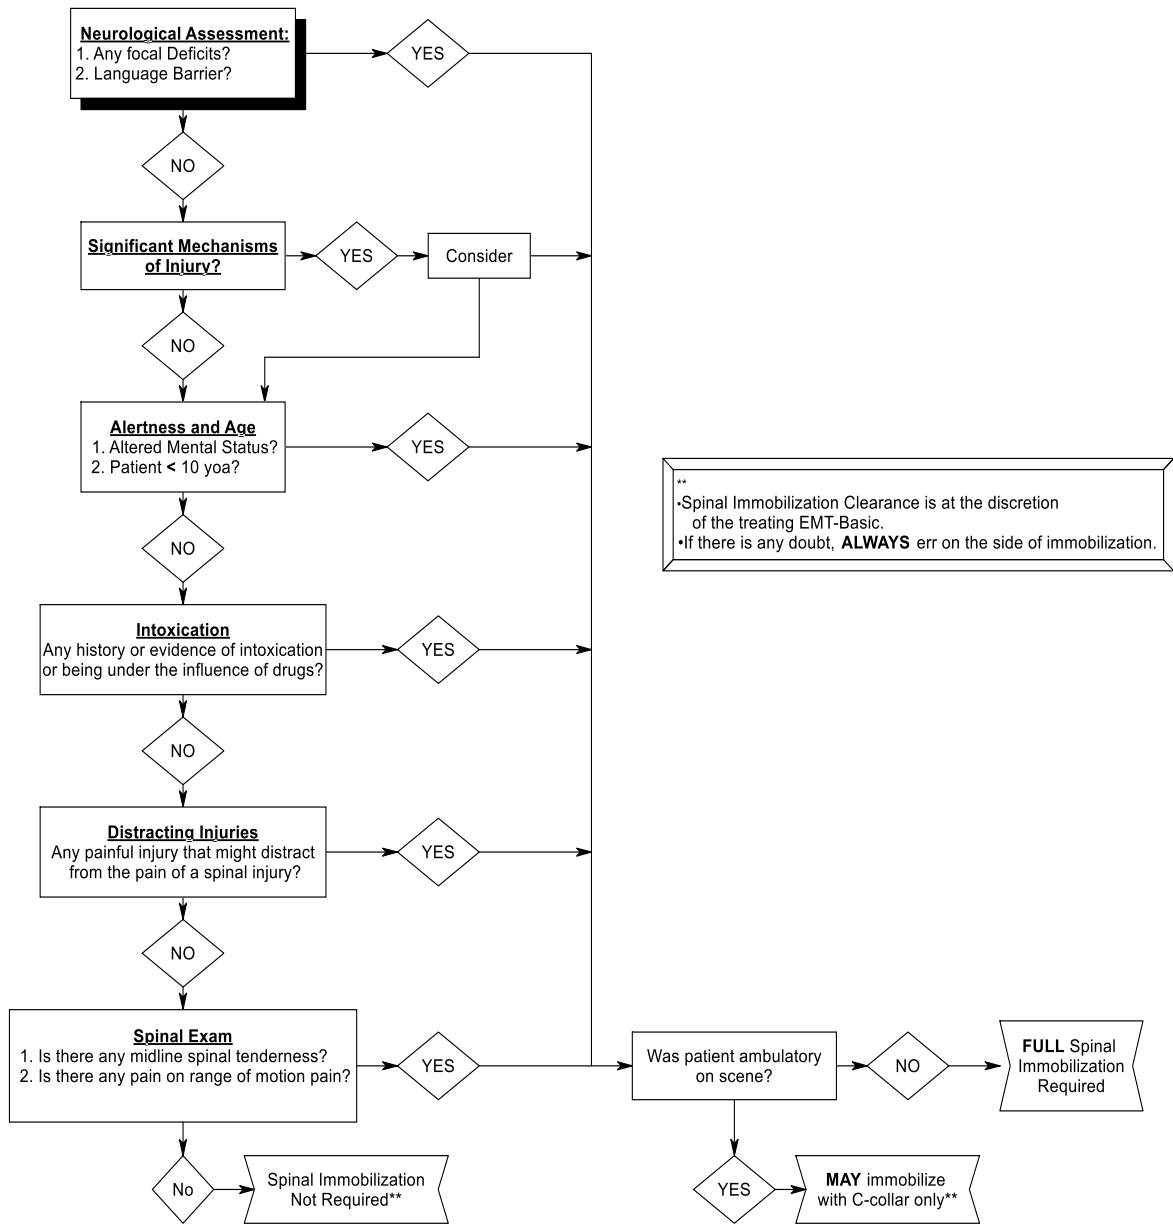 Neurological Assessment:
1. Any focal Deficits?
2. Language Barrier?
YES
NO
Significant Mechanisms
of Injury?
YES
Consider
NO
Alertness and Age
1. Altered Mental Status?
2. Patient < 10 yoa?
YES
**
•Spinal Immobilization Clearance is at the discretion
of the treating EMT-Basic.
•If there is any doubt, ALWAYS err on the side of immobilization.
NO
Intoxication
Any history or evidence of intoxication
or being under the influence of drugs?
YES
NO
Distracting Injuries
Any painful injury that might distract
from the pain of a spinal injury?
YES
NO
Spinal Exam
1. Is there any midline spinal tenderness?
2. Is there any pain on range of motion pain?
YES
Was patient ambulatory
on scene?
NO
FULL Spinal
Immobilization
Required
No
Spinal Immobilization
Not Required**
YES
MAY immobilize
with C-collar only**